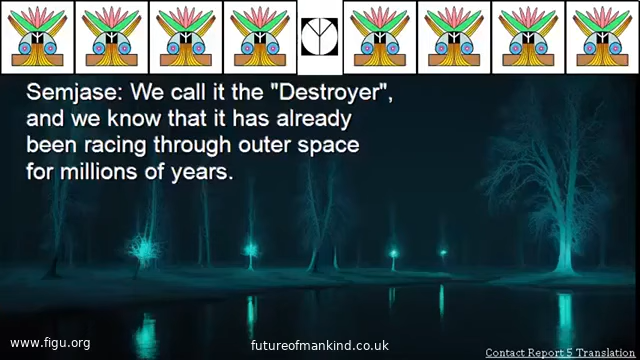 Semjase: We call it the "Destroyer",
and we know that it has already
been racing through outer space
for millions of years.
www.figu.org
futureofmankind.co.uk
Contact Report 5 Translation